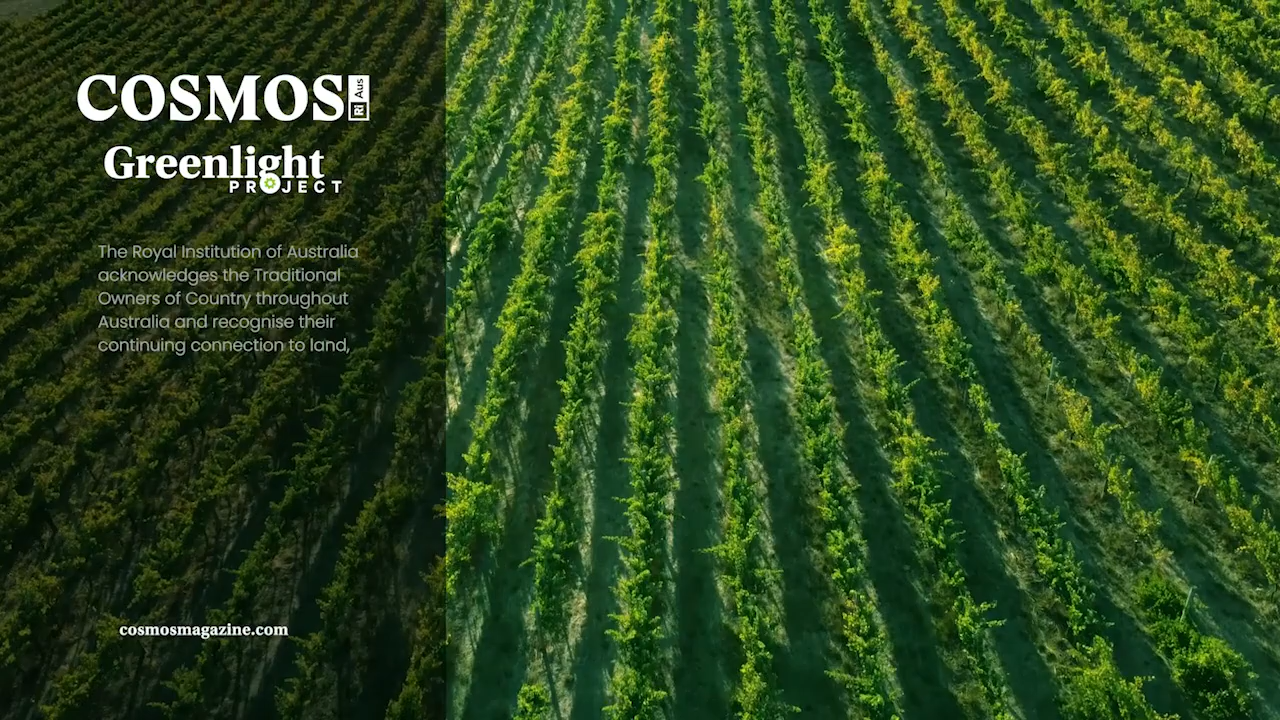 COSMOS Ri Aus
Greenlight
PROJECT
The Royal Institution of Australia
acknowledges the Traditional
Owners of Country throughout
Australia and recognise their
continuing connection to land,
cosmosmagazine.com